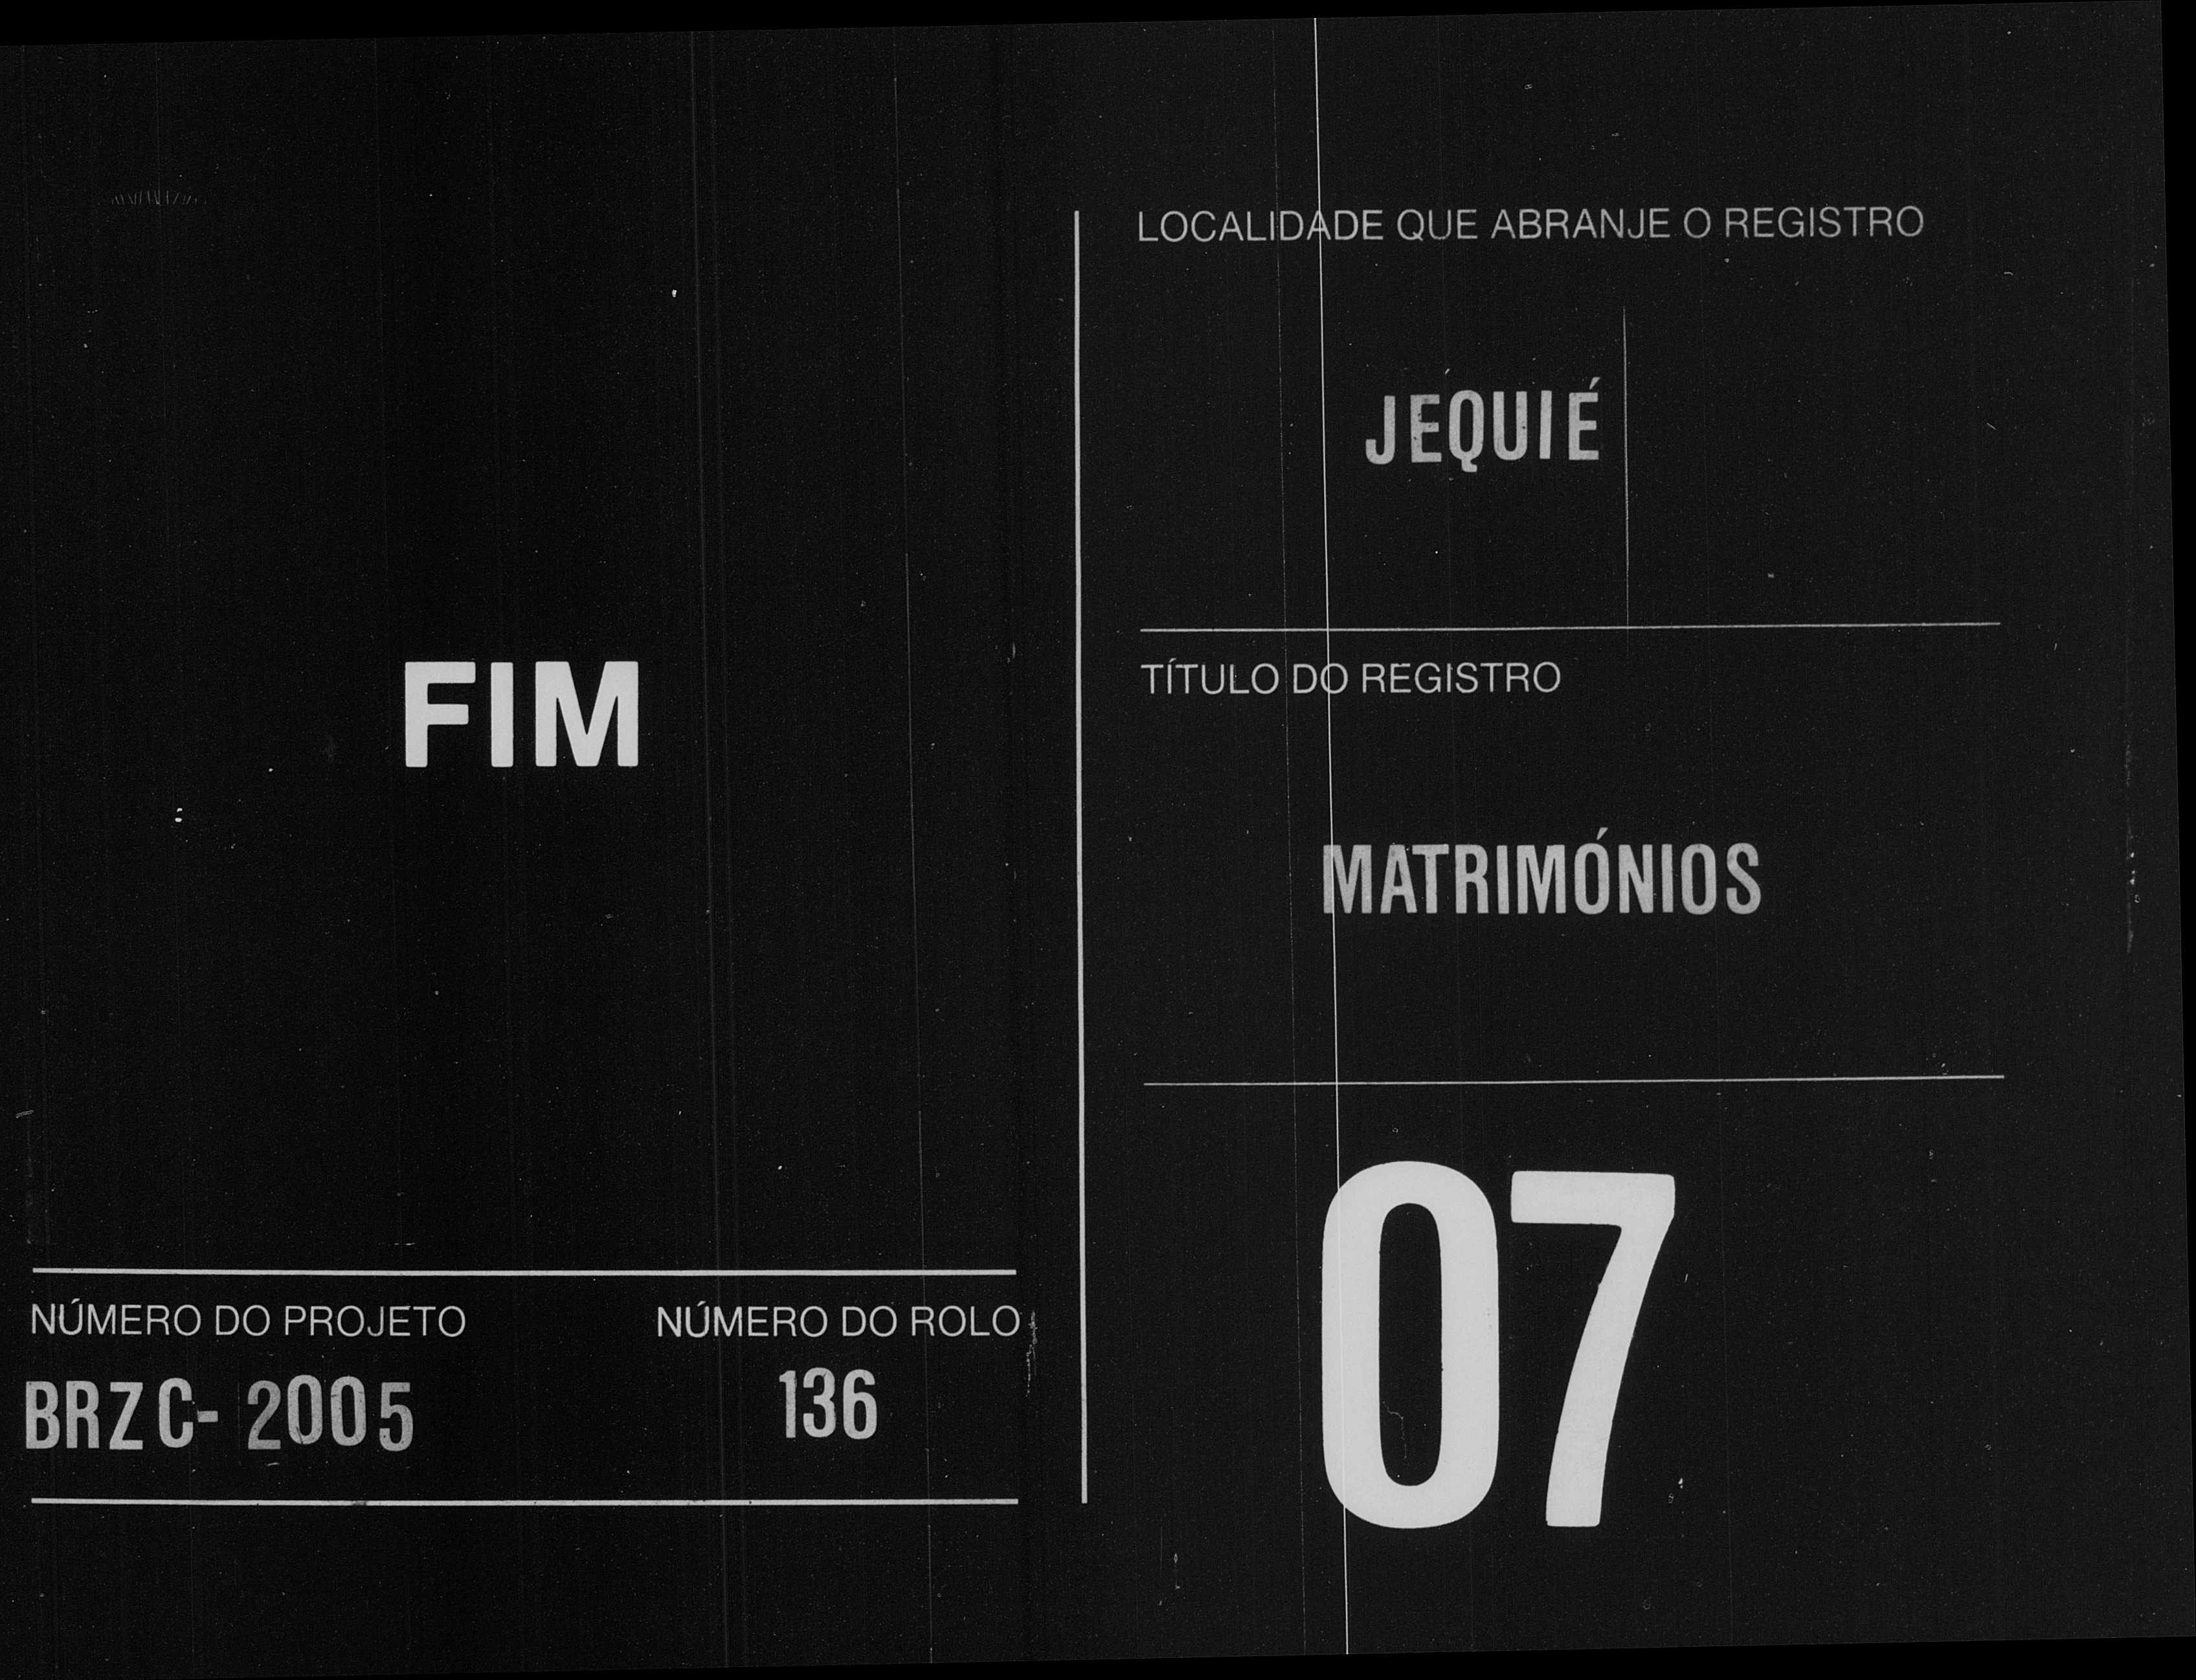 FIM
NÚMERO DO PROJETO
BRZC- 2005
NÚMERO DO ROLO
136
LOCALIDADE QUE ABRANJE O REGISTRO
JEQUIÉ
TÍTULO DO REGISTRO
MATRIMÓNIOS
07